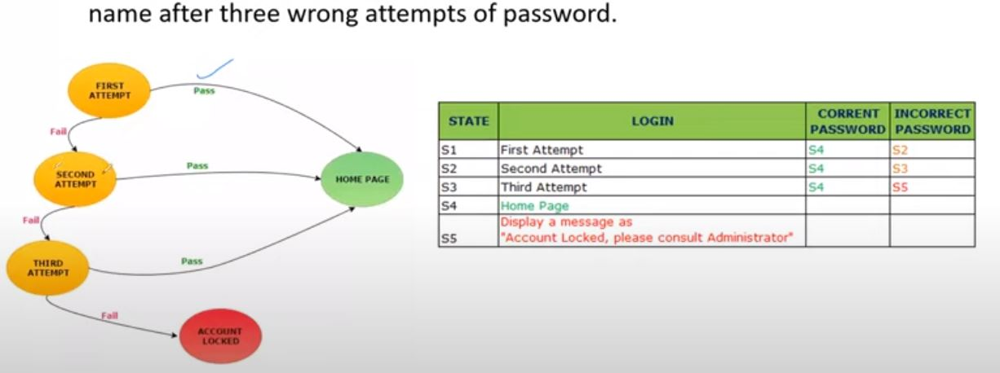 name after three wrong attempts of password.
FIRST
ATTEMPT
Pass
Fail
SECOND
ATTEMPT
Pass
HOME PAGE
Fail
THIRD
ATTEMPT
Pass
Fail
ACCOUNT
LOCKED
STATE LOGIN CORRENT PASSWORD INCORRECT PASSWORD
S1 First Attempt S4 S2
S2 Second Attempt S4 S3
S3 Third Attempt S4 S5
S4 Home Page
S5 Display a message as
"Account Locked, please consult Administrator"